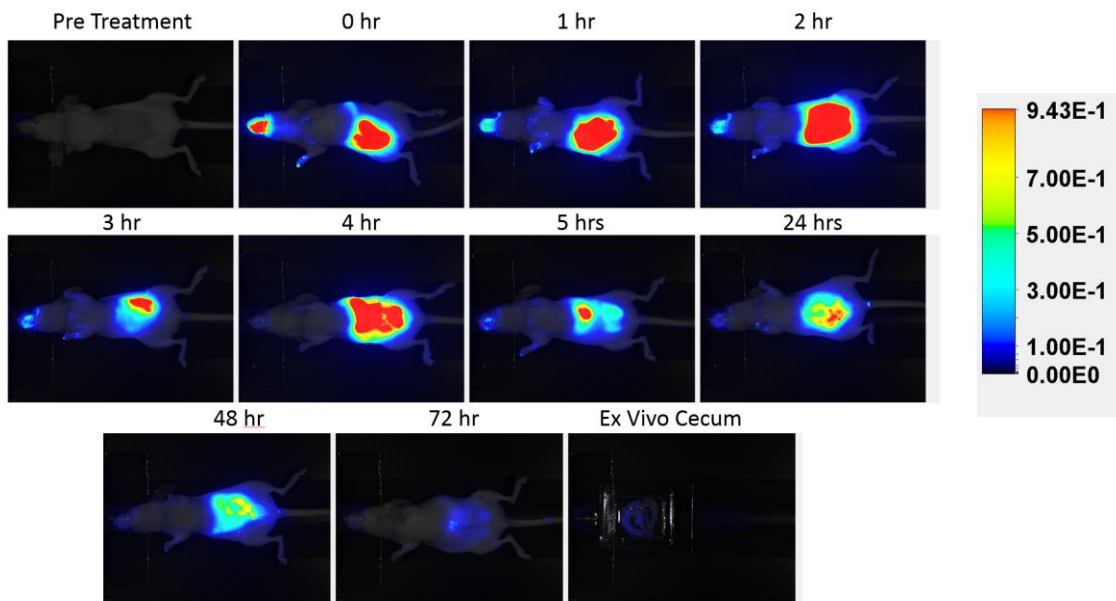 Pre Treatment
0 hr
1 hr
2 hr
3 hr
4 hr
5 hrs
24 hrs
48 hr
72 hr
Ex Vivo Cecum
9.43E-1
7.00E-1
5.00E-1
3.00E-1
1.00E-1
0.00E0